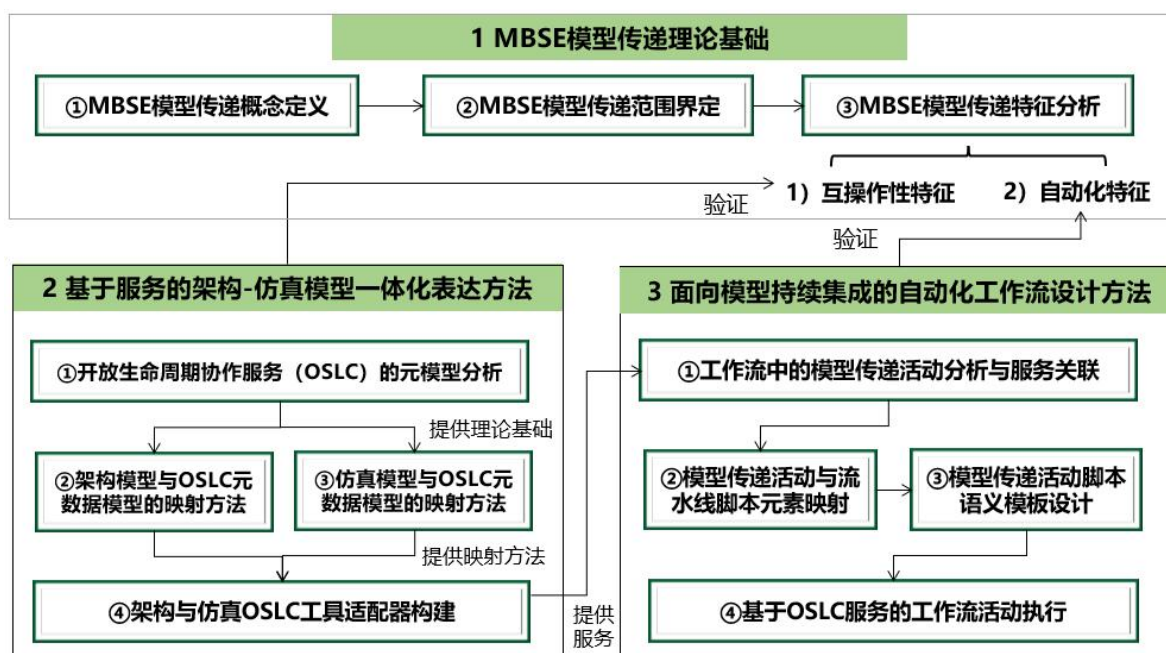 1 MBSE模型传递理论基础
①MBSE模型传递概念定义
②MBSE模型传递范围界定
③MBSE模型传递特征分析
1）互操作性特征
2）自动化特征
验证
验证
2 基于服务的架构-仿真模型一体化表达方法
①开放生命周期协作服务（OSLC）的元模型分析
提供理论基础
②架构模型与OSLC元
数据模型的映射方法
③仿真模型与OSLC元
数据模型的映射方法
提供映射方法
④架构与仿真OSLC工具适配器构建
提供
服务
3 面向模型持续集成的自动化工作流设计方法
①工作流中的模型传递活动分析与服务关联
②模型传递活动与流
水线脚本元素映射
③模型传递活动脚本
语义模板设计
④基于OSLC服务的工作流活动执行